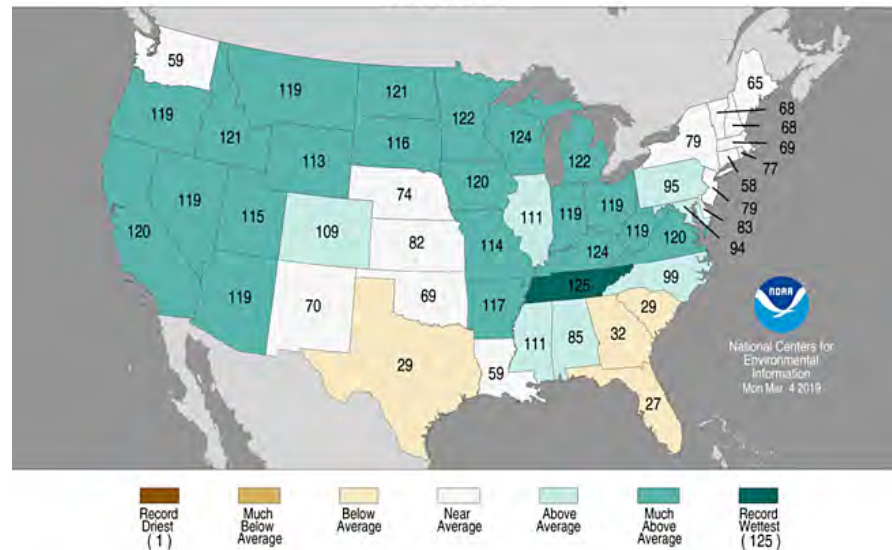 59
65
119
119
121
122
68
68
69
77
58
79
83
94
121
116
124
122
79
113
120
95
74
119
119
120
119
115
109
82
114
111
119
119
120
124
119
70
69
117
125
99
29
111
85
32
29
59
27
NOAA
National Centers for
Environmental
Information
Mon Mar 4 2019
Record
Driest
( 1 )
Much
Below
Average
Below
Average
Near
Average
Above
Average
Much
Above
Average
Record
Wettest
( 125 )